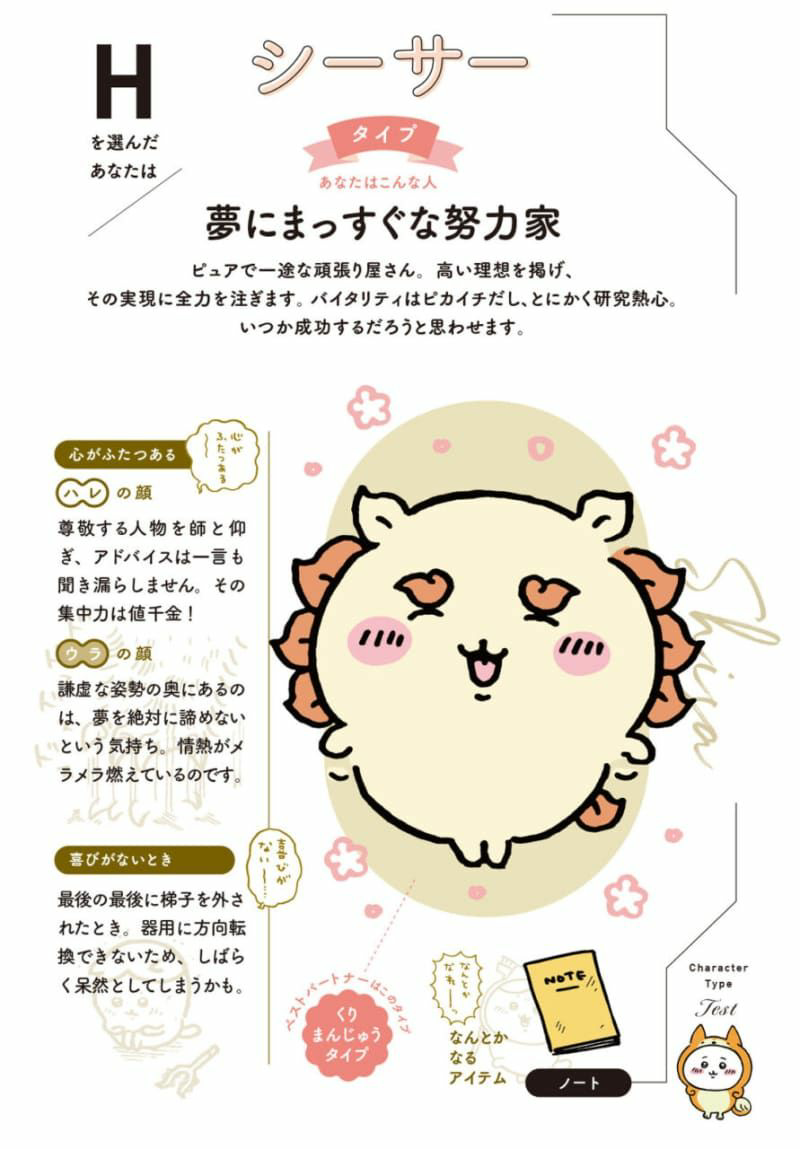 H
を選んだ
あなたは
シーサー
タイプ
あなたはこんな人
夢にまっすぐな努力家
ピュアで一途な頑張り屋さん。高い理想を掲げ、
その実現に全力を注ぎます。バイタリティはピカイチだし、とにかく研究熱心。
いつか成功するだろうと思わせます。
心がふたつある
心が
ふたつある
〜
ハレの顔
尊敬する人物を師と仰
ぎ、アドバイスは一言も
聞き漏らしません。その
集中力は値千金！
ウラの顔
謙虚な姿勢の奥にあるの
は、夢を絶対に諦めない
という気持ち。情熱がメ
ラメラ燃えているのです。
Shisa
喜びがないとき
喜びが
ない〜…
最後の最後に梯子を外さ
れたとき。器用に方向転
換できないため、しばら
く呆然としてしまうかも。
ベストパートナーはこのタイプ
くり
まんじゅう
タイプ
なんとか
なれーーッ
なんとか
なる
アイテム
NOTE
ノート
Character
Type
Test